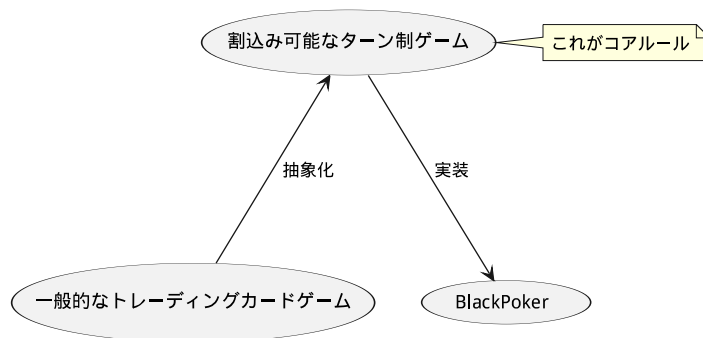 割込み可能なターン制ゲーム
これがコアルール
抽象化
実装
一般的なトレーディングカードゲーム
BlackPoker